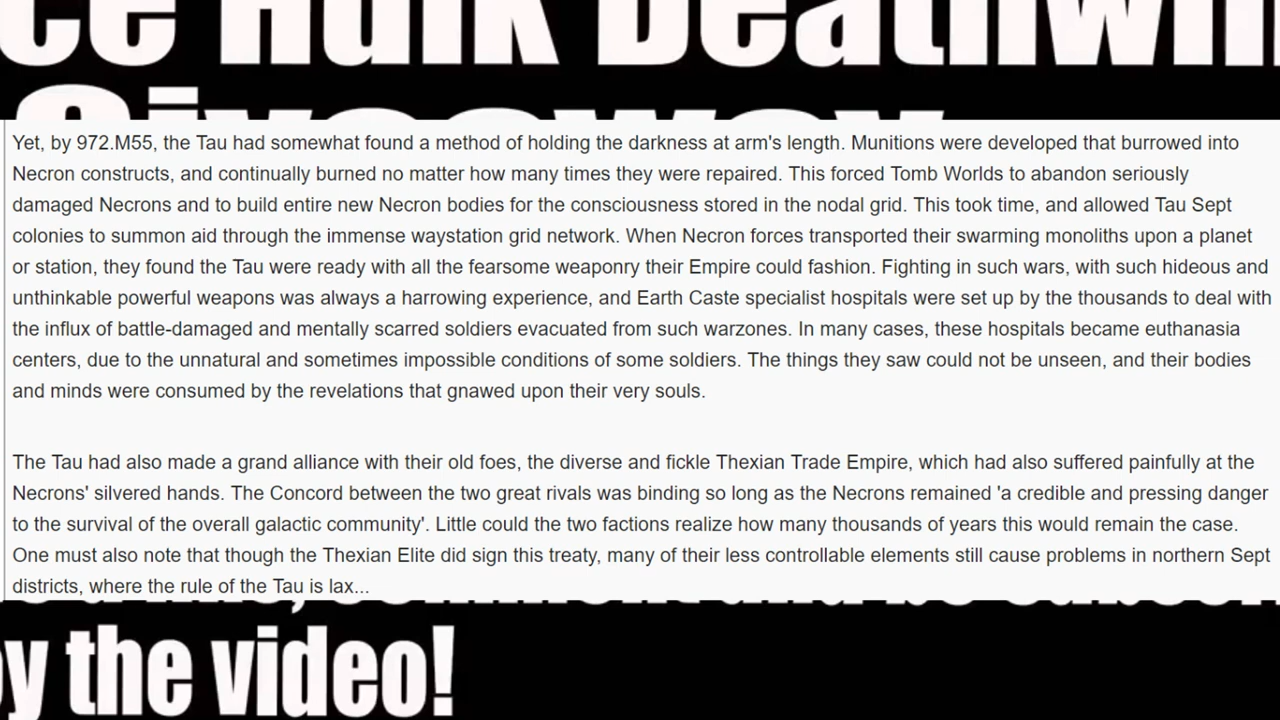 ce Hulk Deathwi
Giveaway
Yet, by 972.M55, the Tau had somewhat found a method of holding the darkness at arm's length. Munitions were developed that burrowed into
Necron constructs, and continually burned no matter how many times they were repaired. This forced Tomb Worlds to abandon seriously
damaged Necrons and to build entire new Necron bodies for the consciousness stored in the nodal grid. This took time, and allowed Tau Sept
colonies to summon aid through the immense waystation grid network. When Necron forces transported their swarming monoliths upon a planet
or station, they found the Tau were ready with all the fearsome weaponry their Empire could fashion. Fighting in such wars, with such hideous and
unthinkable powerful weapons was always a harrowing experience, and Earth Caste specialist hospitals were set up by the thousands to deal with
the influx of battle-damaged and mentally scarred soldiers evacuated from such warzones. In many cases, these hospitals became euthanasia
centers, due to the unnatural and sometimes impossible conditions of some soldiers. The things they saw could not be unseen, and their bodies
and minds were consumed by the revelations that gnawed upon their very souls.
The Tau had also made a grand alliance with their old foes, the diverse and fickle Thexian Trade Empire, which had also suffered painfully at the
Necrons' silvered hands. The Concord between the two great rivals was binding so long as the Necrons remained 'a credible and pressing danger
to the survival of the overall galactic community'. Little could the two factions realize how many thousands of years this would remain the case.
One must also note that though the Thexian Elite did sign this treaty, many of their less controllable elements still cause problems in northern Sept
districts, where the rule of the Tau is lax...
y the video!